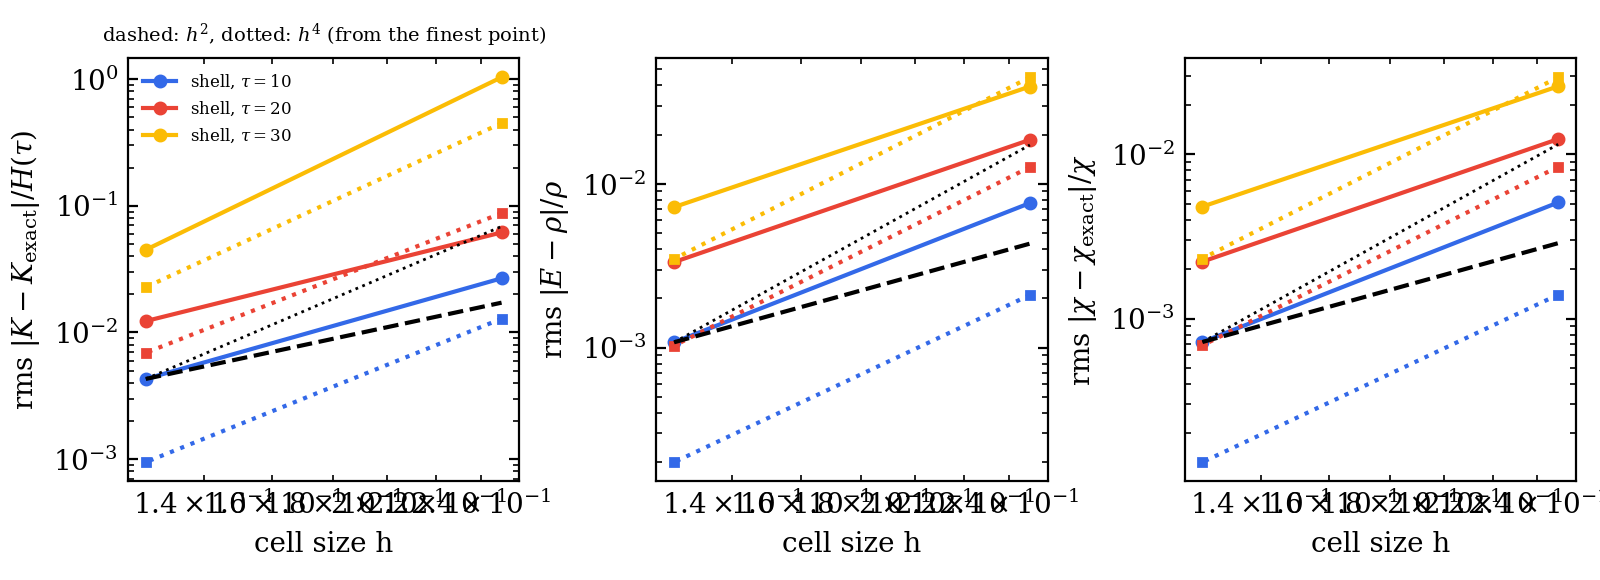 dashed: h², dotted: h⁴ (from the finest point)
shell, τ = 10
shell, τ = 20
shell, τ = 30
10⁰
10⁻¹
10⁻²
10⁻³
rms |K − K_exact|/H(τ)
cell size h
10⁻²
10⁻³
rms |E − ρ|/ρ
cell size h
10⁻²
10⁻³
rms |χ − χ_exact|/χ
cell size h